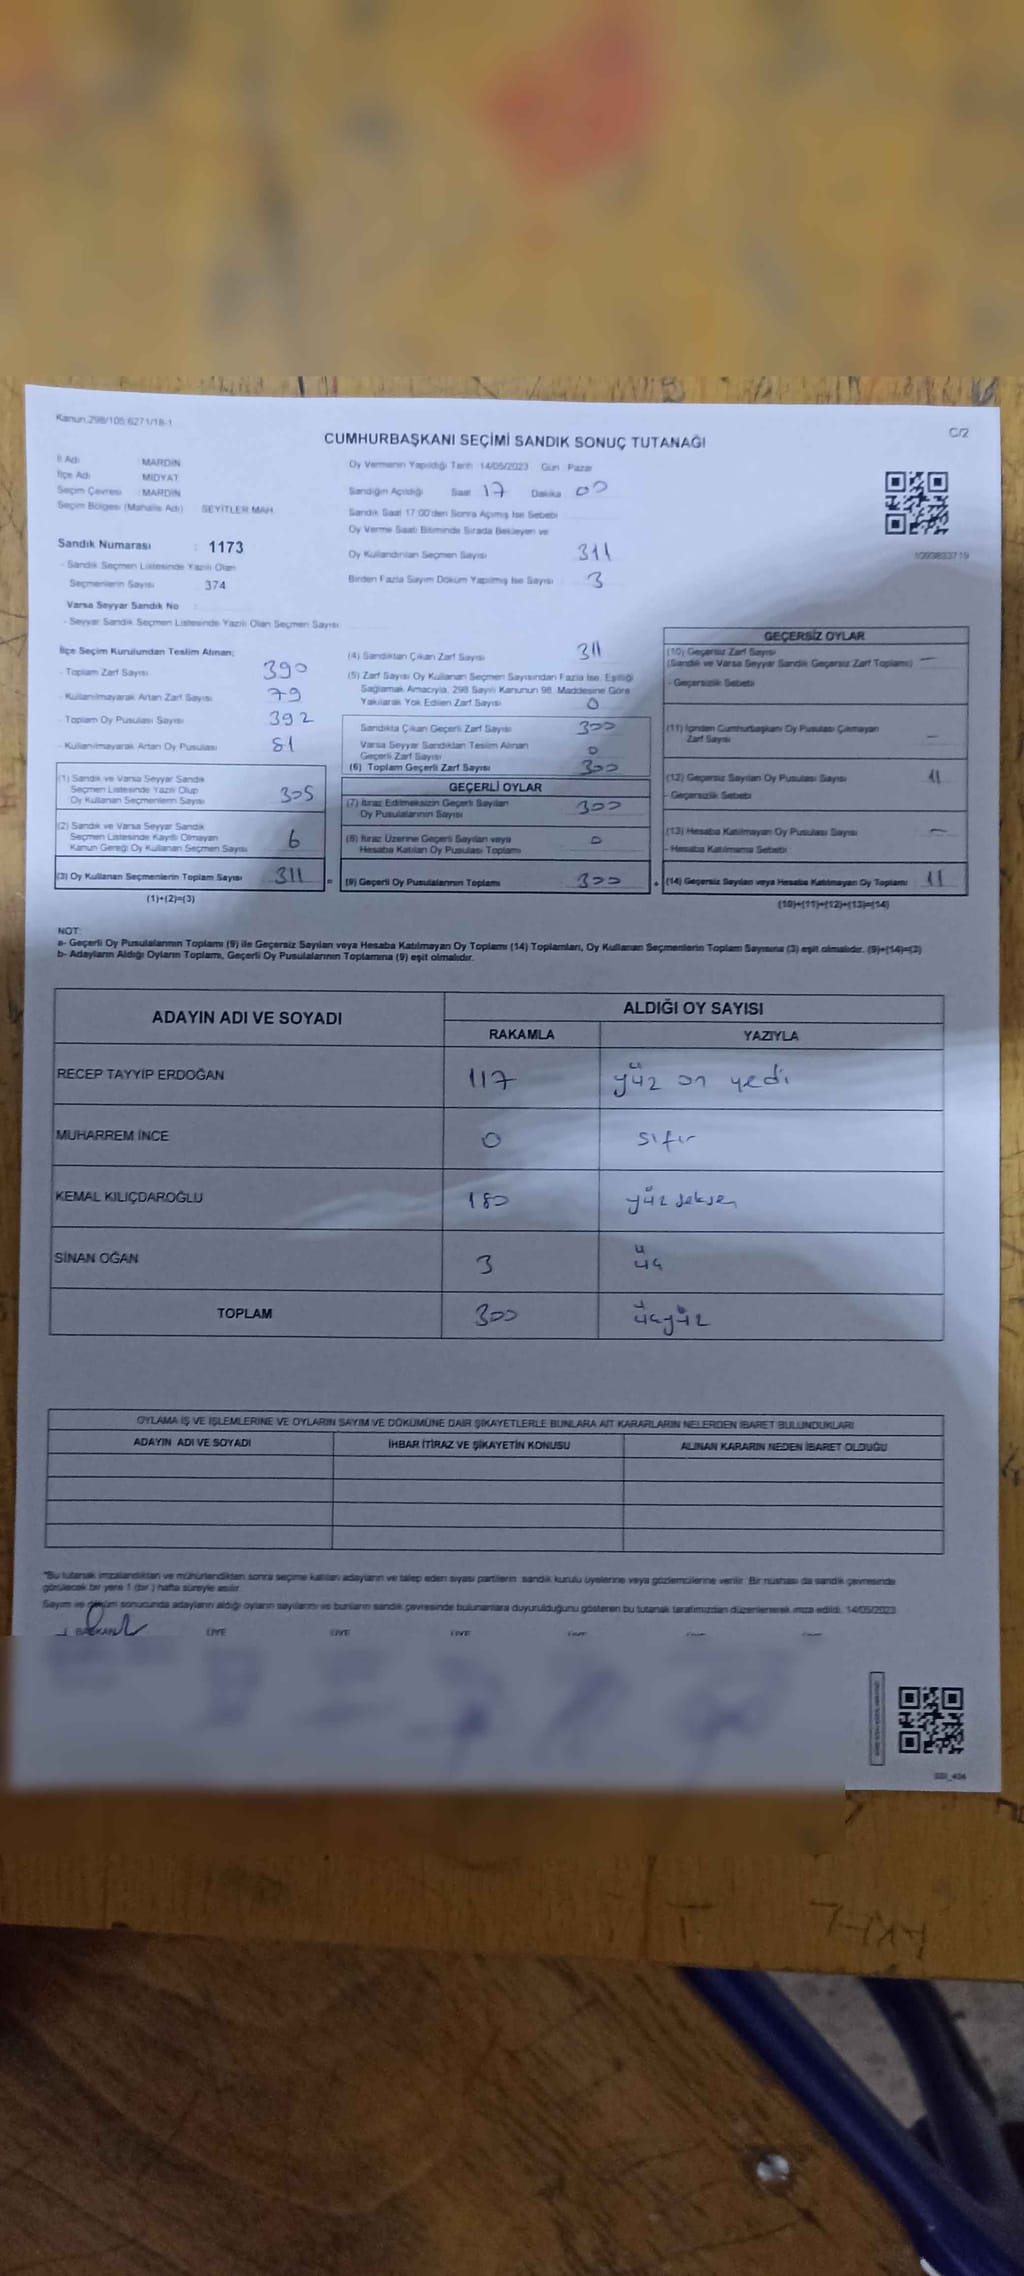 Kanun:298/105:6271/18-1
C/2
CUMHURBAŞKANI SEÇİMİ SANDIK SONUÇ TUTANAĞI
İl Adı : MARDİN
İlçe Adı : MİDYAT
Seçim Çevresi : MARDİN
Seçim Bölgesi (Mahalle Adı) SEYİTLER MAH.
Sandık Numarası : 1173
- Sandık Seçmen Listesinde Yazılı Olan
Seçmenlerin Sayısı 374
Varsa Seyyar Sandık No :
- Seyyar Sandık Seçmen Listesinde Yazılı Olan Seçmen Sayısı
Oy Vermenin Yapıldığı Tarih 14/05/2023 Gün : Pazar
Sandığın Açıldığı Saat 17 Dakika 00
Sandık Saat 17:00'den Sonra Açımış İse Sebebi
Oy Verme Saati Bitiminde Sırada Bekleyen ve
Oy Kullandırılan Seçmen Sayısı 311
Birden Fazla Sayım Döküm Yapılmış İse Sayısı 3
İlçe Seçim Kurulundan Teslim Alınan;
- Toplam Zarf Sayısı 390
- Kullanılmayarak Artan Zarf Sayısı 79
- Toplam Oy Pusulası Sayısı 392
- Kullanılmayarak Artan Oy Pusulası 81
(1) Sandık ve Varsa Seyyar Sandık
Seçmen Listesinde Yazılı Olup
Oy Kullanan Seçmenlerin Sayısı 305
(2) Sandık ve Varsa Seyyar Sandık
Seçmen Listesinde Kayıtlı Olmayan
Kanun Gereği Oy Kullanan Seçmen Sayısı 6
(3) Oy Kullanan Seçmenlerin Toplam Sayısı 311 =
(1)+(2)=(3)
(4) Sandıktan Çıkan Zarf Sayısı 311
(5) Zarf Sayısı Oy Kullanan Seçmen Sayısından Fazla İse, Eşitliği
Sağlamak Amacıyla, 298 Sayılı Kanunun 98. Maddesine Göre
Yakılarak Yok Edilen Zarf Sayısı 0
Sandıkta Çıkan Geçerli Zarf Sayısı 300
Varsa Seyyar Sandıktan Teslim Alınan
Geçerli Zarf Sayısı 0
(6) Toplam Geçerli Zarf Sayısı 300
GEÇERLİ OYLAR
(7) İtiraz Edilmeksizin Geçerli Sayılan
Oy Pusulalarının Sayısı 300
(8) İtiraz Üzerine Geçerli Sayılan veya
Hesaba Katılan Oy Pusulası Toplamı 0
(9) Geçerli Oy Pusulalarının Toplamı 300 +
GEÇERSİZ OYLAR
(10) Geçersiz Zarf Sayısı
(Sandık ve Varsa Seyyar Sandık Geçersiz Zarf Toplamı) —
- Geçersizlik Sebebi
(11) İçinden Cumhurbaşkanı Oy Pusulası Çıkmayan
Zarf Sayısı —
(12) Geçersiz Sayılan Oy Pusulası Sayısı 11
- Geçersizlik Sebebi
(13) Hesaba Katılmayan Oy Pusulası Sayısı —
- Hesaba Katılmama Sebebi
(14) Geçersiz Sayılan veya Hesaba Katılmayan Oy Toplamı 11
(10)+(11)+(12)+(13)=(14)
NOT:
a- Geçerli Oy Pusulalarının Toplamı (9) ile Geçersiz Sayılan veya Hesaba Katılmayan Oy Toplamı (14) Toplamları, Oy Kullanan Seçmenlerin Toplam Sayısına (3) eşit olmalıdır. (9)+(14)=(3)
b- Adayların Aldığı Oyların Toplamı, Geçerli Oy Pusulalarının Toplamına (9) eşit olmalıdır.
ADAYIN ADI VE SOYADI ALDIĞI OY SAYISI
RAKAMLA YAZIYLA
RECEP TAYYİP ERDOĞAN 117 yüz on yedi
MUHARREM İNCE 0 sıfır
KEMAL KILIÇDAROĞLU 180 yüz seksen
SİNAN OĞAN 3 üç
TOPLAM 300 üçyüz
OYLAMA İŞ VE İŞLEMLERİNE VE OYLARIN SAYIM VE DÖKÜMÜNE DAİR ŞİKAYETLERLE BUNLARA AİT KARARLARIN NELERDEN İBARET BULUNDUKLARI
ADAYIN ADI VE SOYADI İHBAR İTİRAZ VE ŞİKAYETİN KONUSU ALINAN KARARIN NEDEN İBARET OLDUĞU
*Bu tutanak imzalandıktan ve mühürlendikten sonra seçime katılan adayların ve talep eden siyasi partilerin sandık kurulu üyelerine veya gözlemcilerine verilir. Bir nüshası da sandık çevresinde
görülecek bir yere 1 (bir ) hafta süreyle asılır.
Sayım ve döküm sonucunda adayların aldığı oyların sayılarını ve bunların sandık çevresinde bulunanlara duyurulduğunu gösteren bu tutanak tarafımızdan düzenlenerek imza edildi. 14/05/2023
BAŞKAN ÜYE ÜYE ÜYE ÜYE